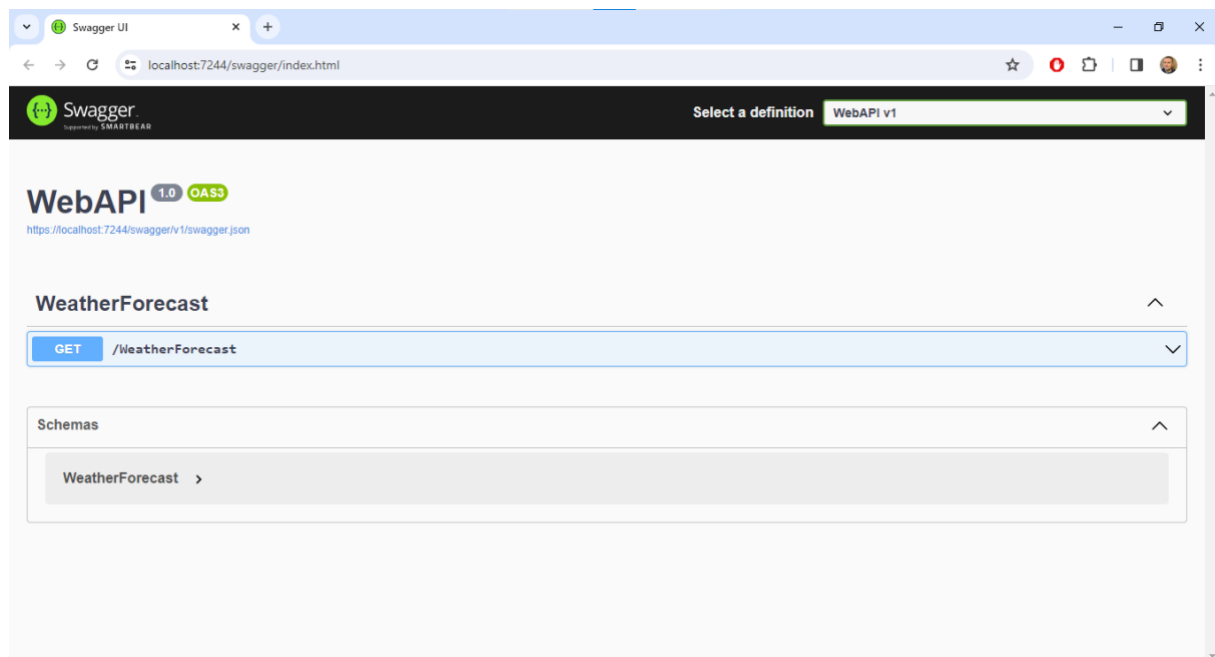 Swagger UI
localhost:7244/swagger/index.html
Swagger.
Supported by SMARTBEAR
Select a definition
WebAPI v1
WebAPI 1.0 OAS3
https://localhost:7244/swagger/v1/swagger.json
WeatherForecast
GET /WeatherForecast
Schemas
WeatherForecast